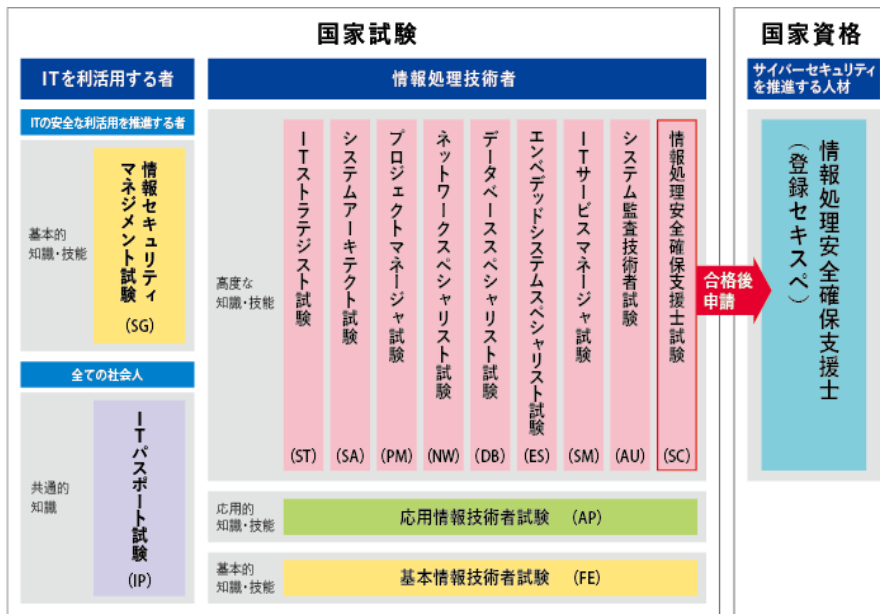 国家試験
国家資格
ITを利活用する者
情報処理技術者
サイバーセキュリティ
を推進する人材
ITの安全な利活用を推進する者
基本的
知識・技能
情報セキュリティ
マネジメント試験
(SG)
全ての社会人
共通的
知識
ITパスポート試験
(IP)
高度な
知識・技能
ITストラテジスト試験
(ST)
システムアーキテクト試験
(SA)
プロジェクトマネージャ試験
(PM)
ネットワークスペシャリスト試験
(NW)
データベーススペシャリスト試験
(DB)
エンベデッドシステムスペシャリスト試験
(ES)
ITサービスマネージャ試験
(SM)
システム監査技術者試験
(AU)
情報処理安全確保支援士試験
(SC)
合格後
申請
情報処理安全確保支援士
(登録セキスペ)
応用的
知識・技能
応用情報技術者試験 (AP)
基本的
知識・技能
基本情報技術者試験 (FE)